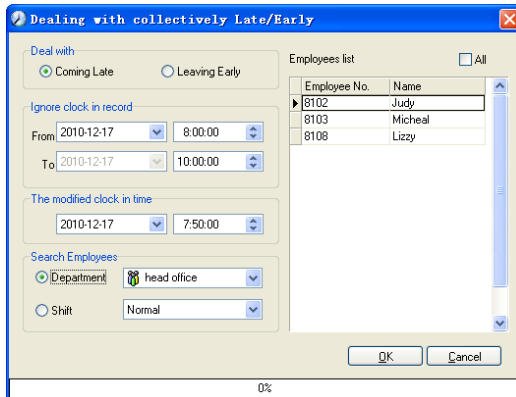 Dealing with collectively Late/Early
Deal with
Coming Late
Leaving Early
Ignore clock in record
From 2010-12-17 8:00:00
To 2010-12-17 10:00:00
The modified clock in time
2010-12-17 7:50:00
Search Employees
Department head office
Shift Normal
Employees list All
Employee No. Name
8102 Judy
8103 Micheal
8108 Lizzy
OK Cancel
0%